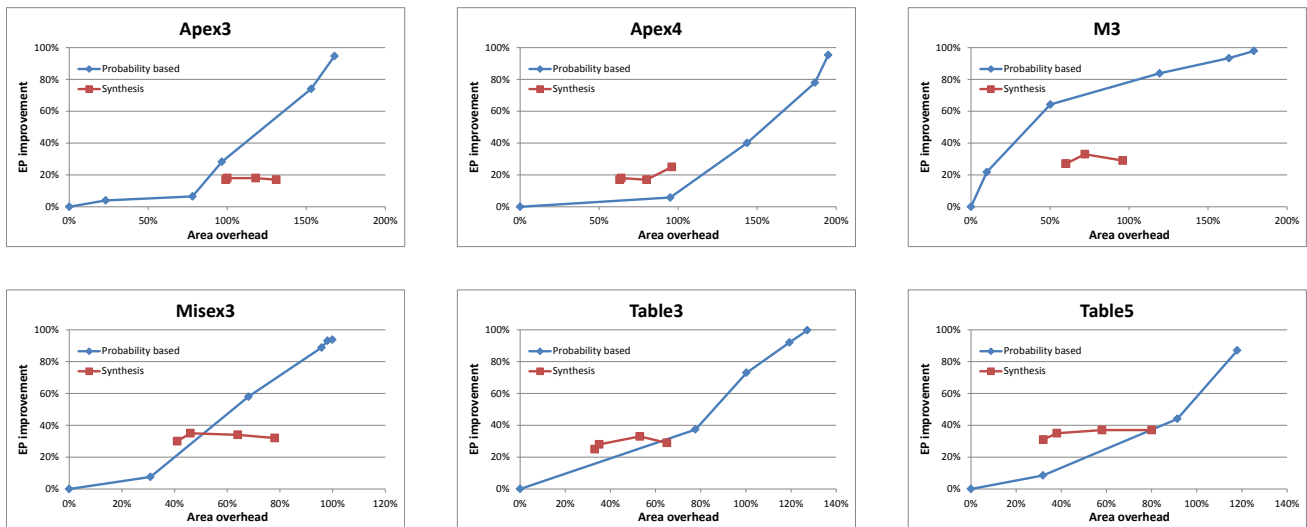 Apex3
100%
80%
60%
40%
20%
0%
EP improvement
Probability based
Synthesis
0% 50% 100% 150% 200%
Area overhead
Apex4
100%
80%
60%
40%
20%
0%
EP improvement
Probability based
Synthesis
0% 50% 100% 150% 200%
Area overhead
M3
100%
80%
60%
40%
20%
0%
EP improvement
Probability based
Synthesis
0% 50% 100% 150% 200%
Area overhead
Misex3
100%
80%
60%
40%
20%
0%
EP improvement
Probability based
Synthesis
0% 20% 40% 60% 80% 100% 120%
Area overhead
Table3
100%
80%
60%
40%
20%
0%
EP improvement
Probability based
Synthesis
0% 20% 40% 60% 80% 100% 120% 140%
Area overhead
Table5
100%
80%
60%
40%
20%
0%
EP improvement
Probability based
Synthesis
0% 20% 40% 60% 80% 100% 120% 140%
Area overhead